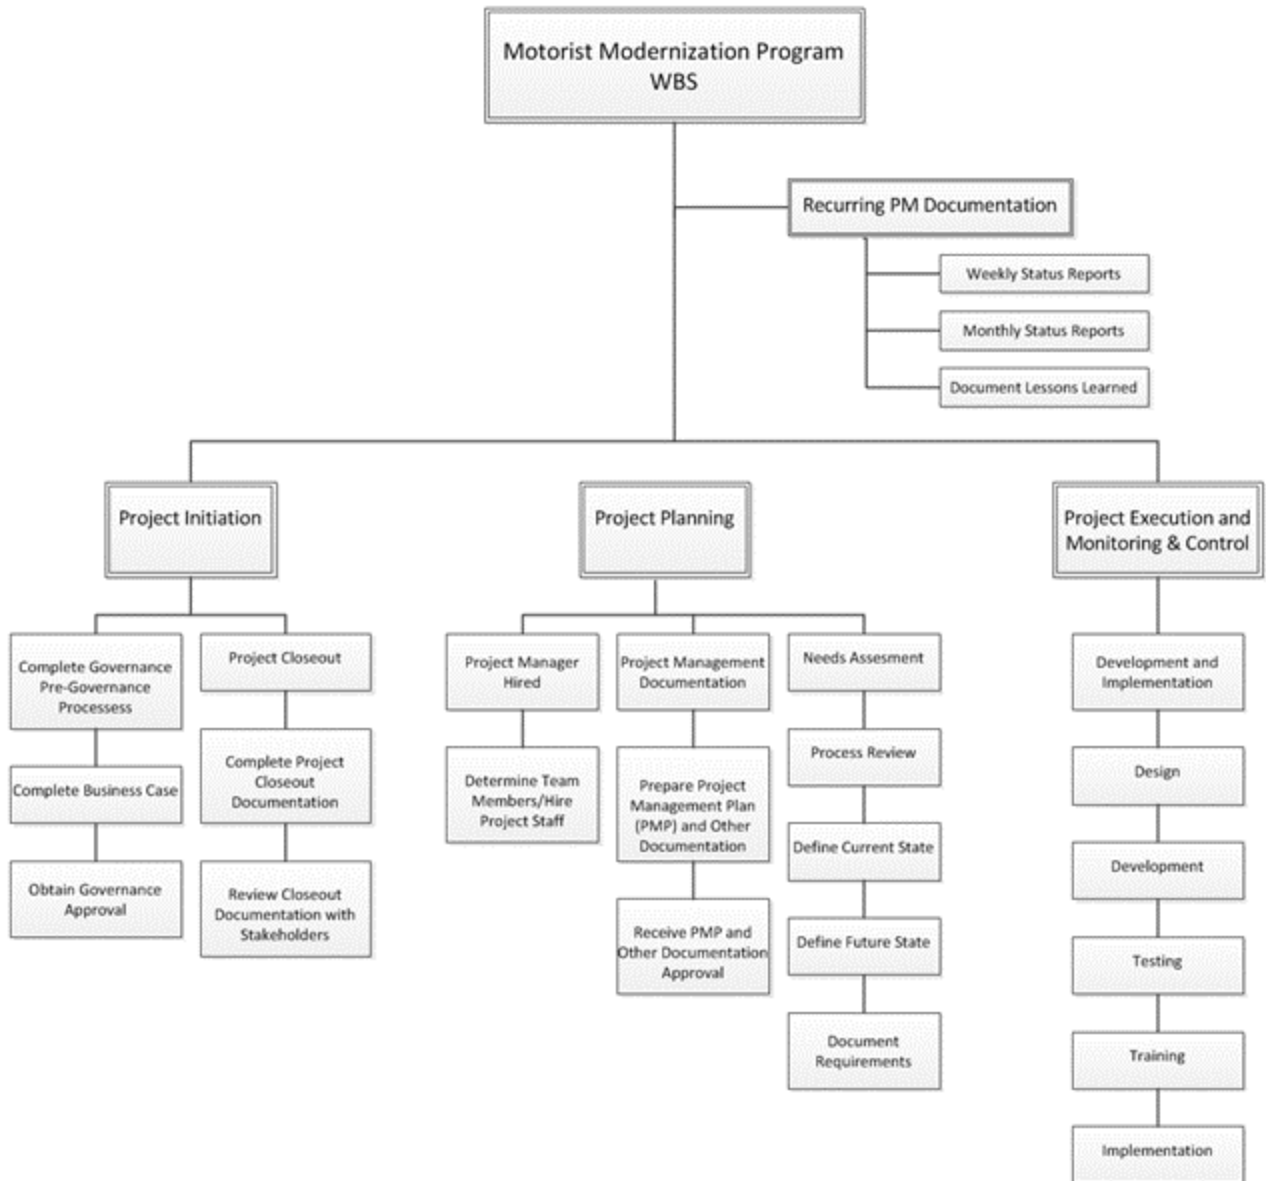 Motorist Modernization Program
WBS
Recurring PM Documentation
Weekly Status Reports
Monthly Status Reports
Document Lessons Learned
Project Initiation
Project Planning
Project Execution and
Monitoring & Control
Complete Governance
Pre-Governance
Processess
Complete Business Case
Obtain Governance
Approval
Project Closeout
Complete Project
Closeout
Documentation
Review Closeout
Documentation with
Stakeholders
Project Manager
Hired
Determine Team
Members/Hire
Project Staff
Project Management
Documentation
Prepare Project
Management Plan
(PMP) and Other
Documentation
Receive PMP and
Other Documentation
Approval
Needs Assesment
Process Review
Define Current State
Define Future State
Document
Requirements
Development and
Implementation
Design
Development
Testing
Training
Implementation